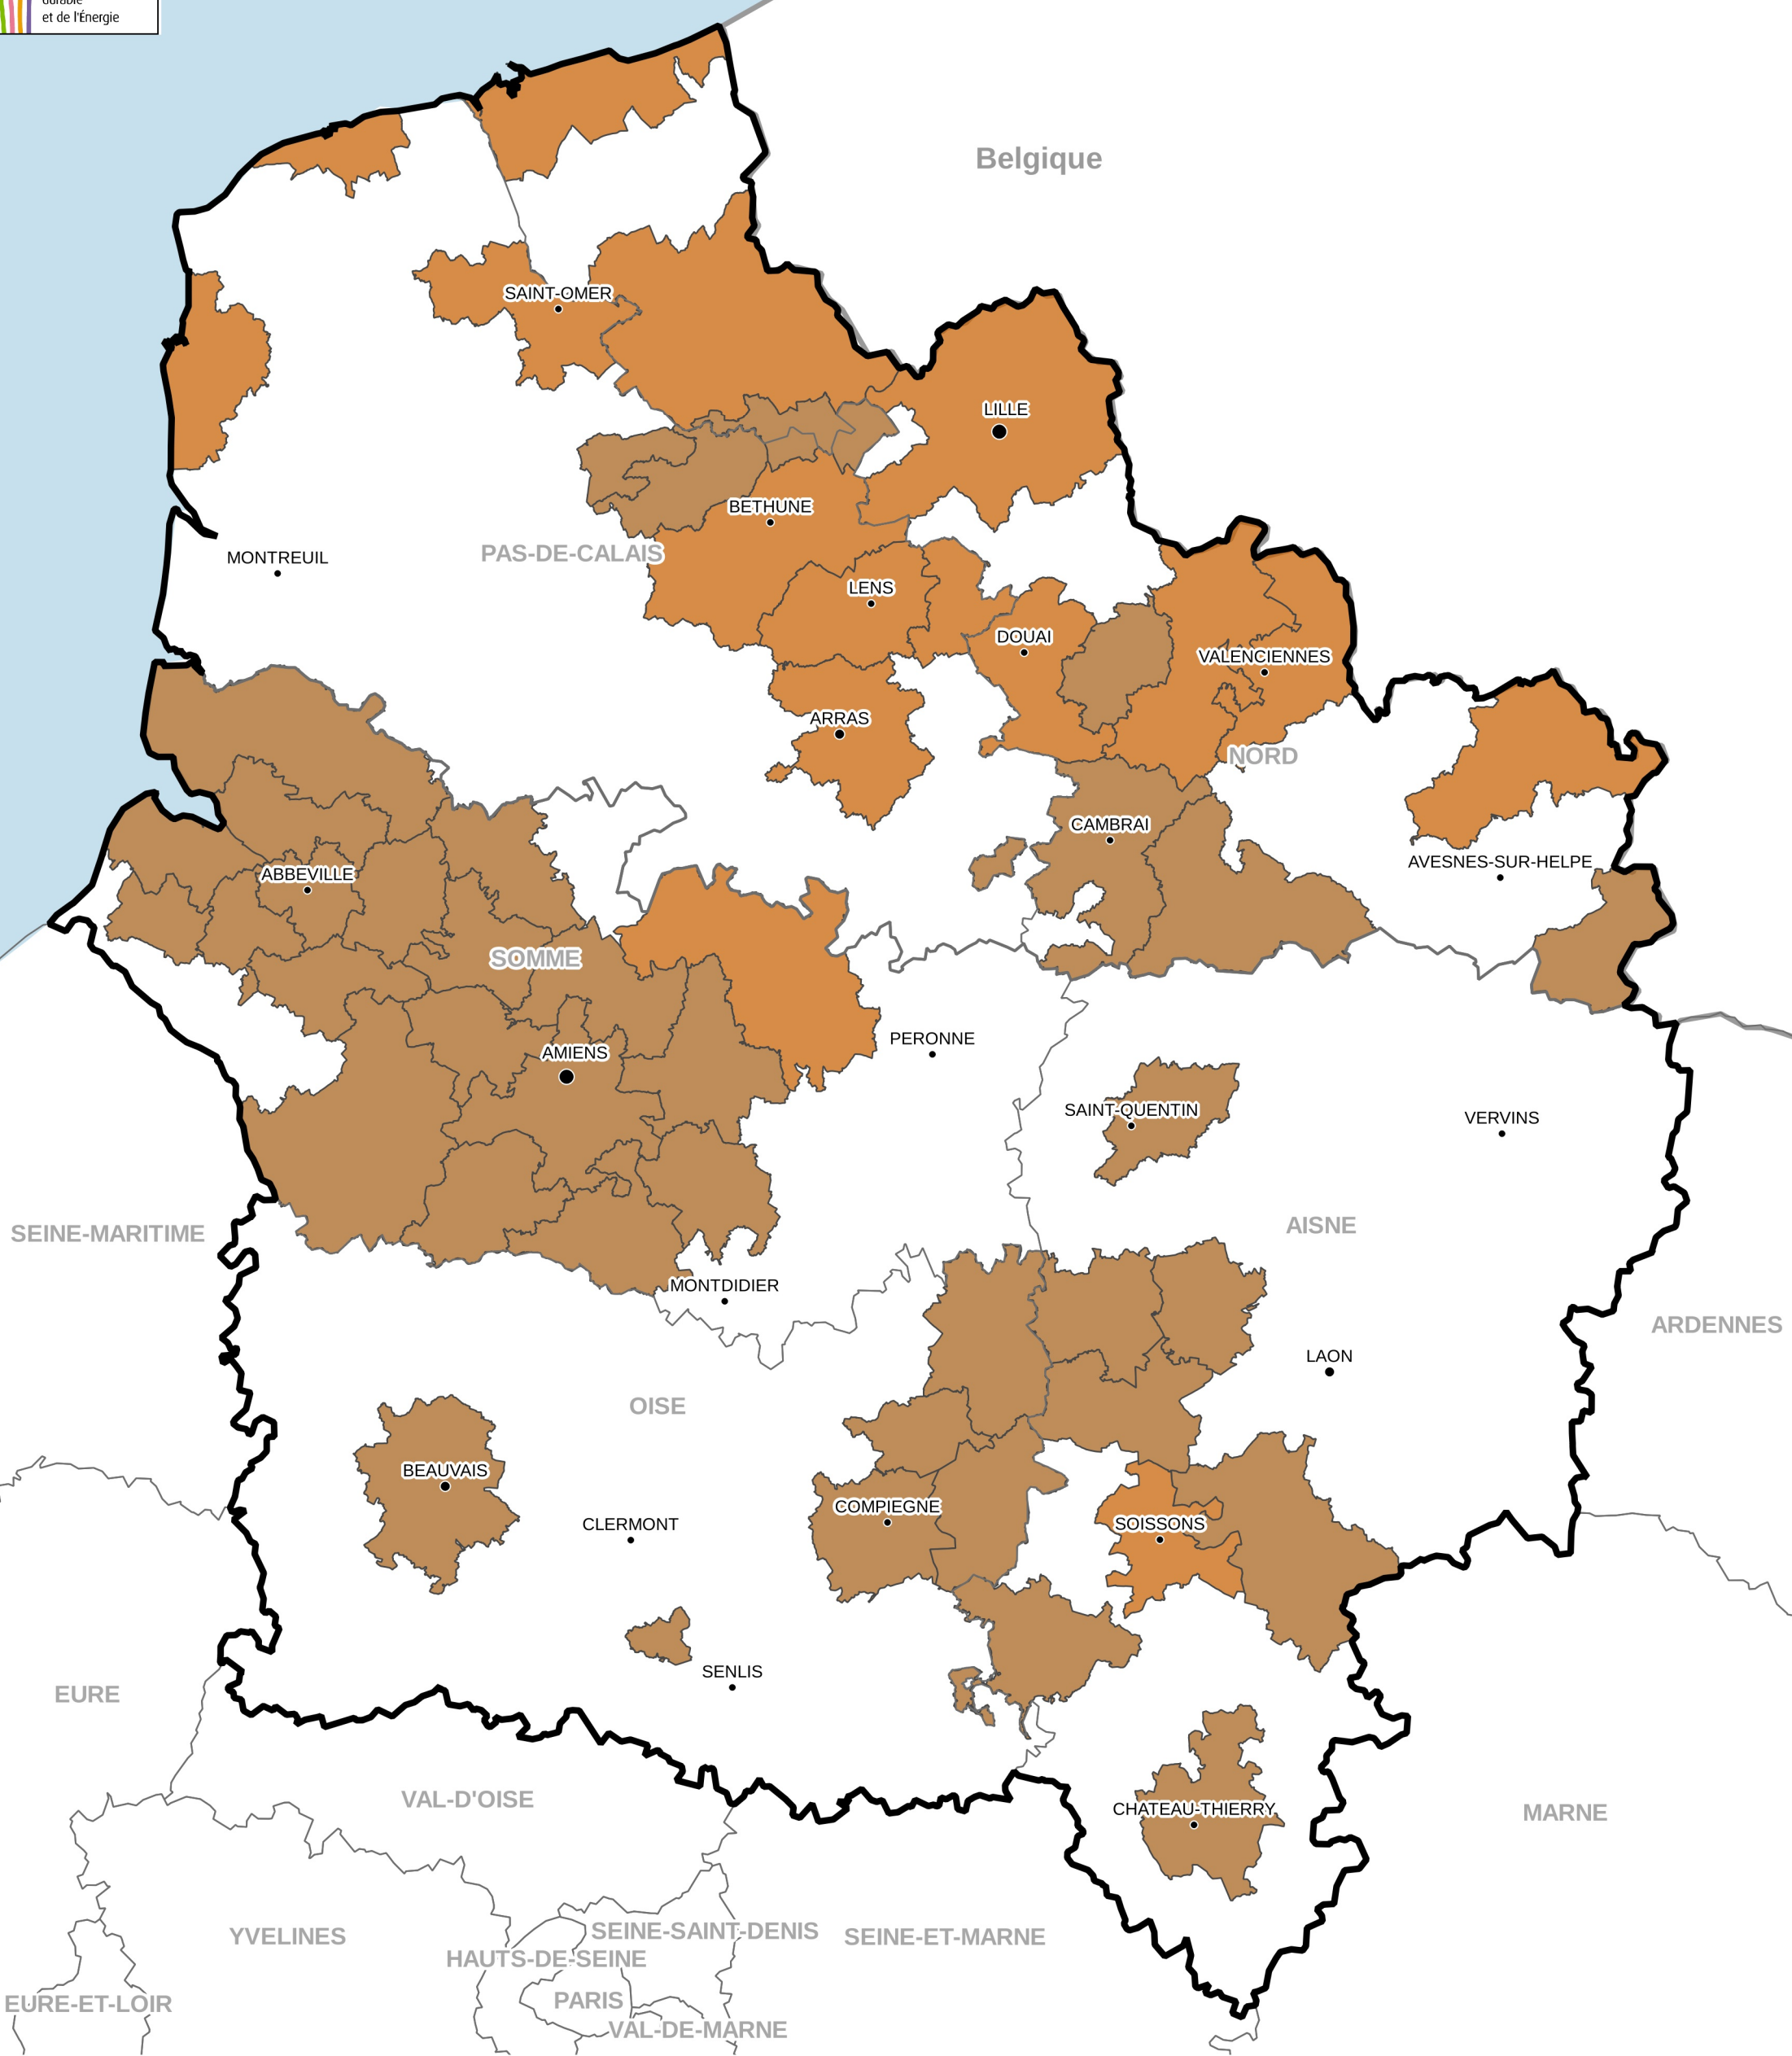 et de l'Énergie
Belgique
SAINT-OMER
LILLE
BETHUNE
PAS-DE-CALAIS
MONTREUIL
LENS
DOUAI
VALENCIENNES
ARRAS
NORD
CAMBRAI
AVESNES-SUR-HELPE
ABBEVILLE
SOMME
PERONNE
AMIENS
SAINT-QUENTIN
VERVINS
SEINE-MARITIME
AISNE
MONTDIDIER
ARDENNES
LAON
OISE
BEAUVAIS
COMPIEGNE
CLERMONT
SOISSONS
SENLIS
EURE
VAL-D'OISE
CHATEAU-THIERRY
MARNE
SEINE-SAINT-DENIS
YVELINES
SEINE-ET-MARNE
HAUTS-DE-SEINE
PARIS
EURE-ET-LOIR
VAL-DE-MARNE